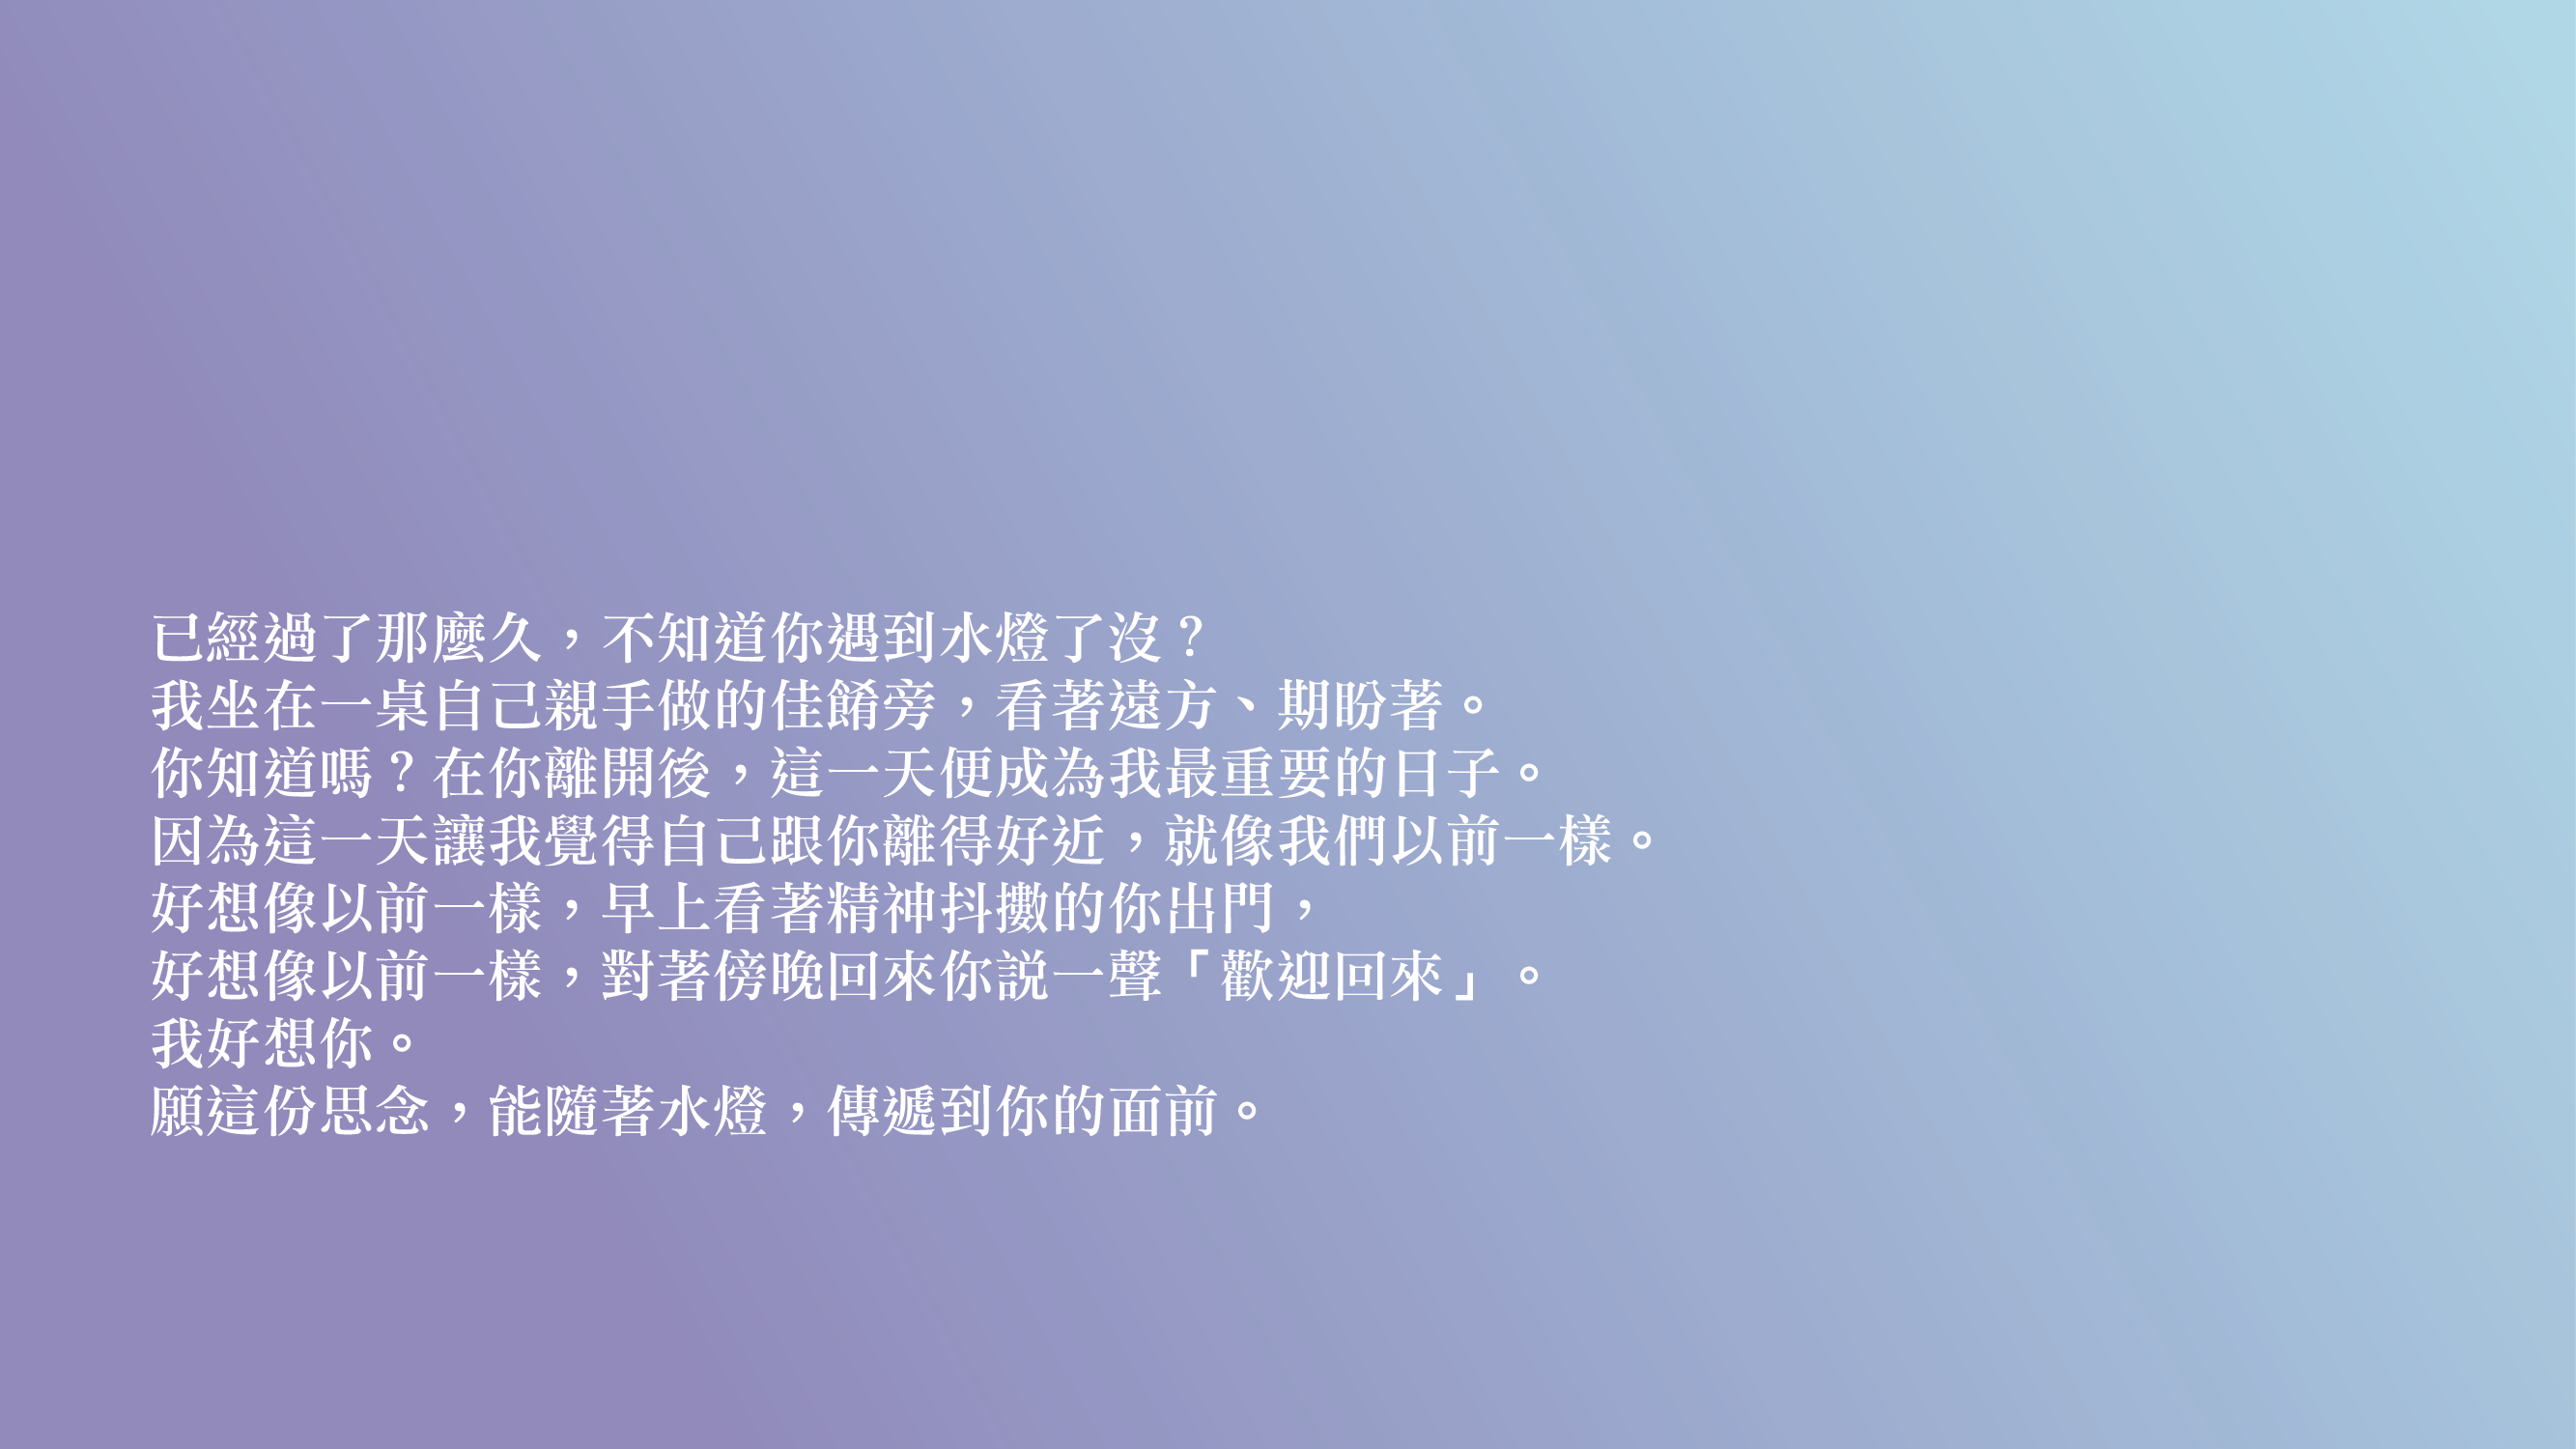 已經過了那麼久，不知道你遇到水燈了沒？
我坐在一桌自己親手做的佳餚旁，看著遠方、期盼著。
你知道嗎？在你離開後，這一天便成為我最重要的日子。
因為這一天讓我覺得自己跟你離得好近，就像我們以前一樣。
好想像以前一樣，早上看著精神抖擻的你出門，
好想像以前一樣，對著傍晚回來你説一聲「歡迎回來」。
我好想你。
願這份思念，能隨著水燈，傳遞到你的面前。